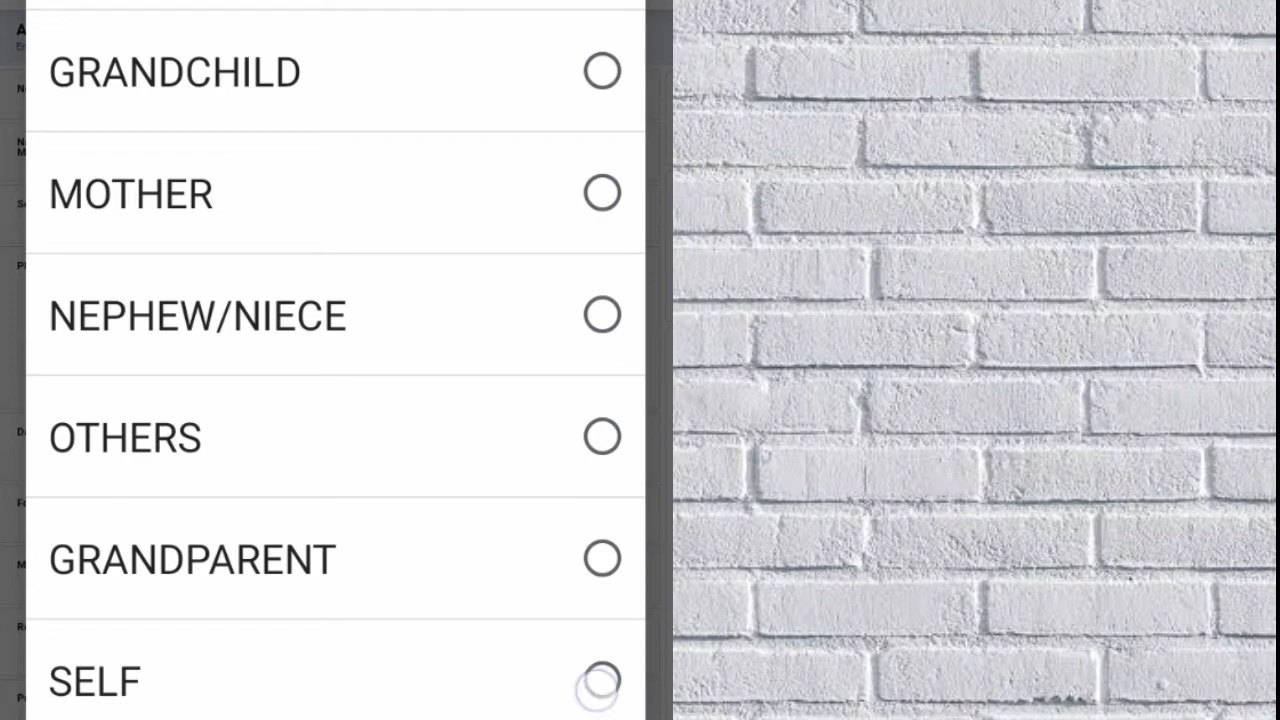 GRANDCHILD
MOTHER
NEPHEW/NIECE
OTHERS
GRANDPARENT
SELF